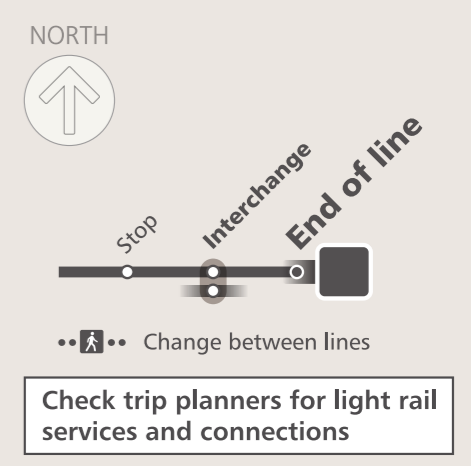 NORTH
Stop
Interchange
End of line
Change between lines
Check trip planners for light rail
services and connections